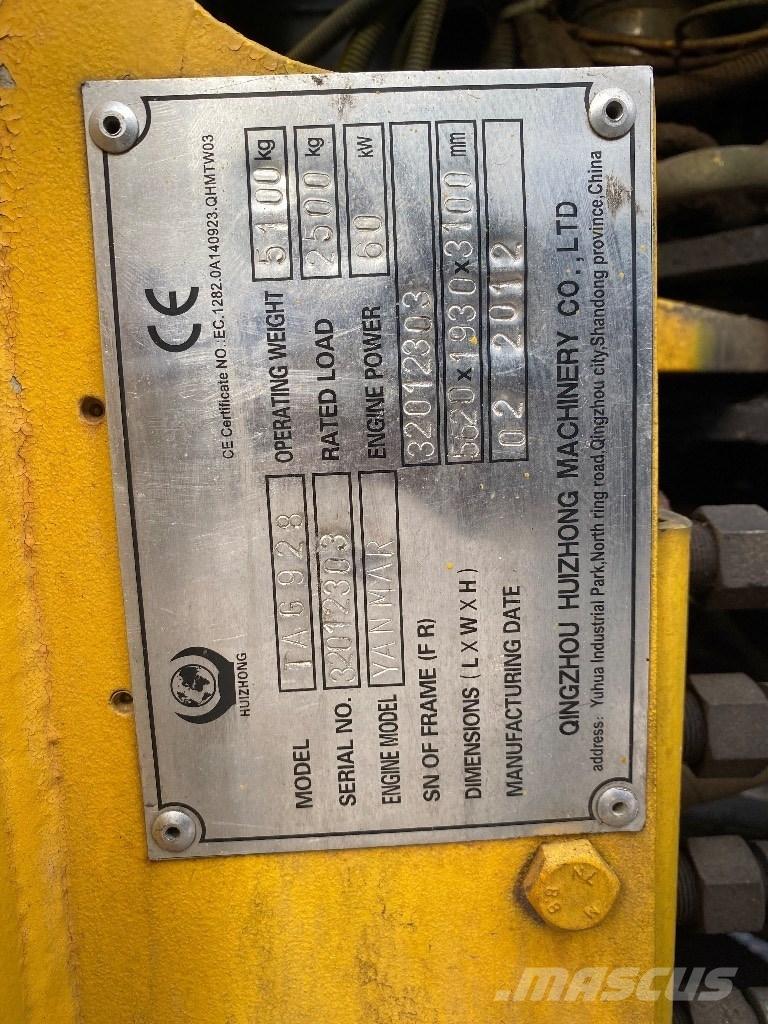 CE
CE Certificate NO.:EC.1282.0A140923.QHMTW03
HUIZHONG
MODEL TAG928 OPERATING WEIGHT 5100 kg
SERIAL NO. 32012303 RATED LOAD 2500 kg
ENGINE MODEL YANMAR ENGINE POWER 60 kW
SN OF FRAME (F R) 32012303
DIMENSIONS (L X W X H) 5620 x 1930 x 3100 mm
MANUFACTURING DATE 02 2012
QINGZHOU HUIZHONG MACHINERY CO.,LTD
address: Yuhua Industrial Park,North ring road,Qingzhou city,Shandong province,China
8.8
MASCUS